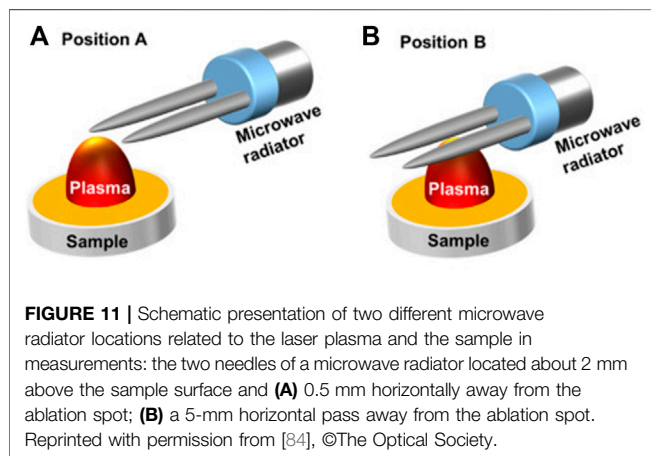 A Position A
B Position B
Microwave
radiator
Microwave
radiator
Plasma
Plasma
Sample
Sample
FIGURE 11 | Schematic presentation of two different microwave
radiator locations related to the laser plasma and the sample in
measurements: the two needles of a microwave radiator located about 2 mm
above the sample surface and (A) 0.5 mm horizontally away from the
ablation spot; (B) a 5-mm horizontal pass away from the ablation spot.
Reprinted with permission from [84], ©The Optical Society.